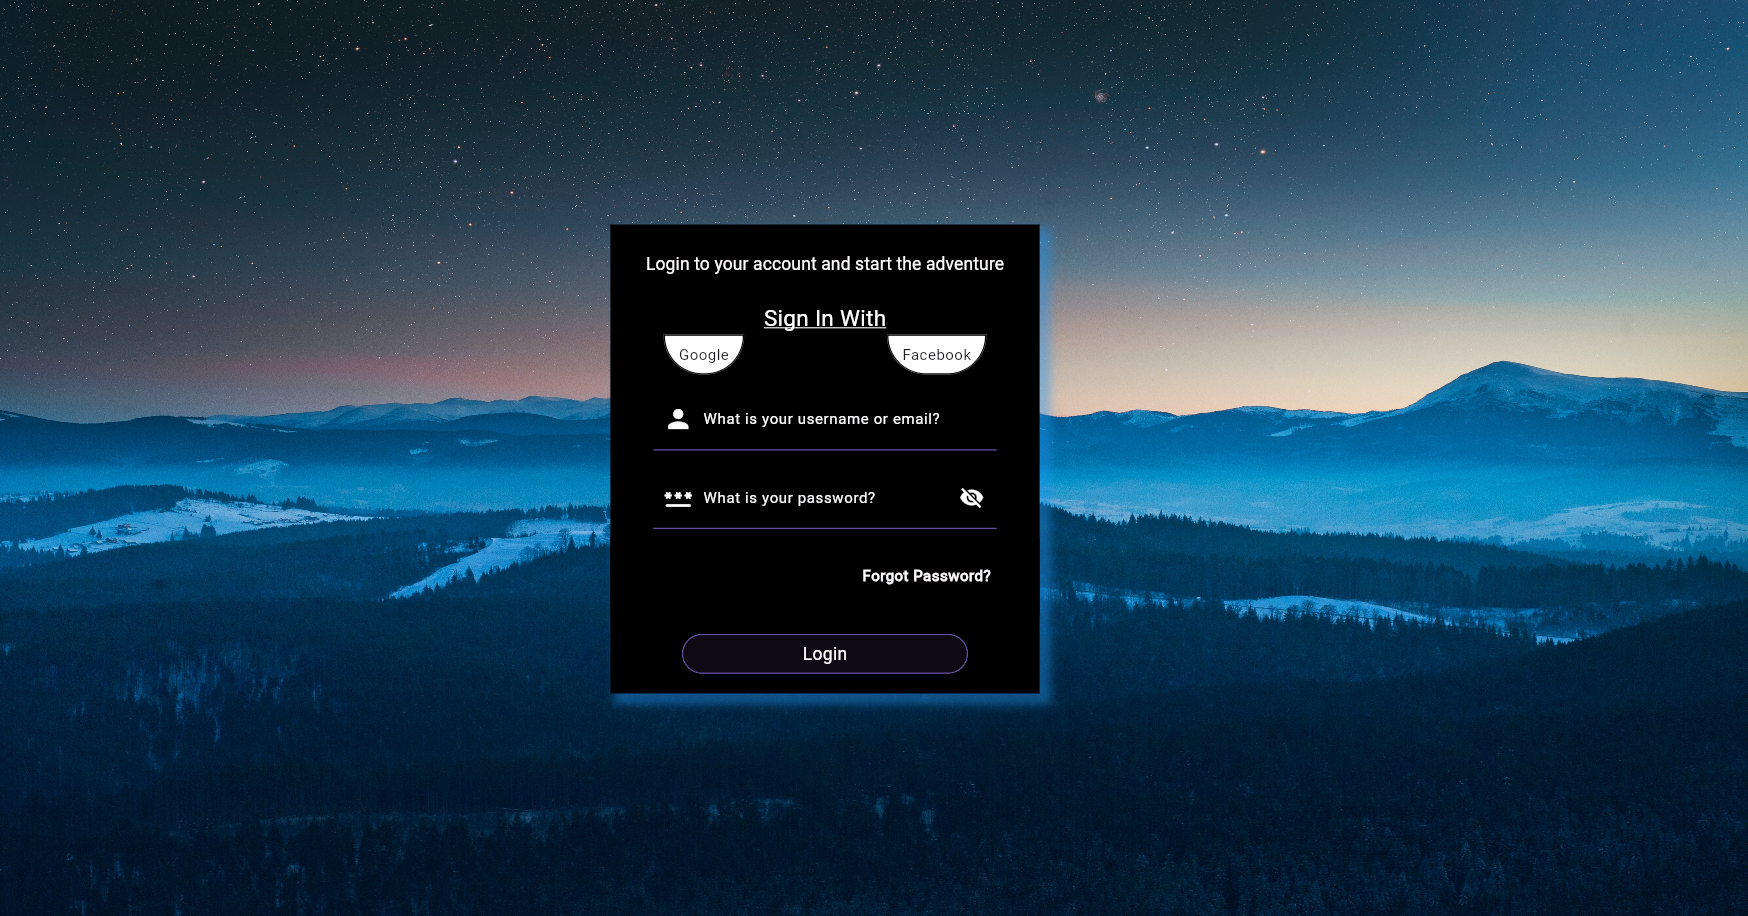 Login to your account and start the adventure
Sign In With
Google
Facebook
What is your username or email?
What is your password?
Forgot Password?
Login